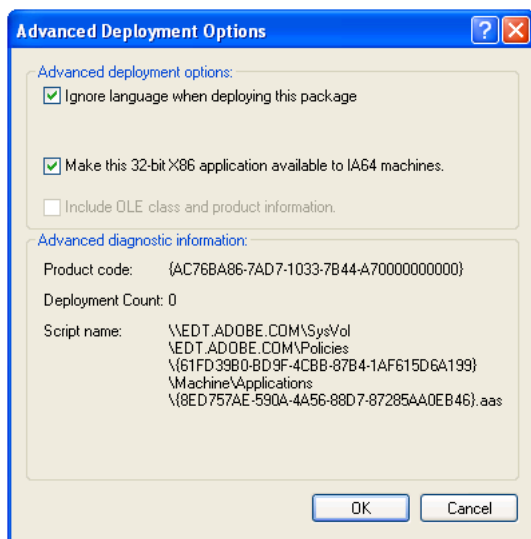 Advanced Deployment Options
Advanced deployment options:
Ignore language when deploying this package
Make this 32-bit X86 application available to IA64 machines.
Include OLE class and product information.
Advanced diagnostic information:
Product code: {AC76BA86-7AD7-1033-7B44-A70000000000}
Deployment Count: 0
Script name: \\EDT.ADOBE.COM\SysVol
\EDT.ADOBE.COM\Policies
\{61FD39B0-BD9F-4CBB-87B4-1AF615D6A199}
\Machine\Applications
\{8ED757AE-590A-4A56-88D7-87285AA0EB46}.aas
OK Cancel